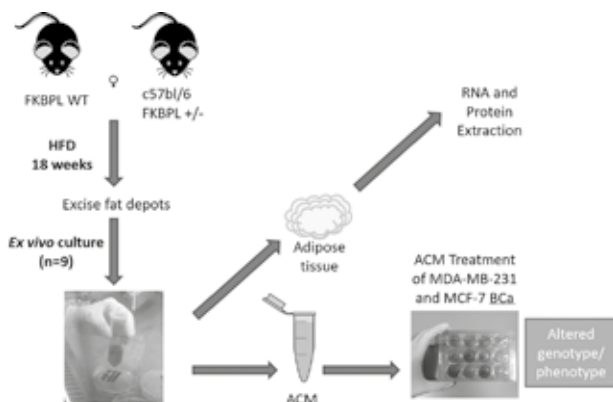 FKBPL WT
♀
c57bl/6
FKBPL +/-
HFD
18 weeks
Excise fat depots
Ex vivo culture
(n=9)
Adipose
tissue
RNA and
Protein
Extraction
ACM
ACM Treatment
of MDA-MB-231
and MCF-7 BCa
Altered
genotype/
phenotype